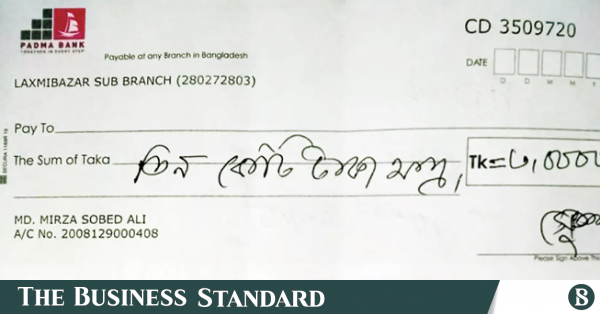 PADMA BANK
TOGETHER IN EVERY STEP
Payable at any Branch in Bangladesh
CD 3509720
DATE
D D M M Y
LAXMIBAZAR SUB BRANCH (280272803)
Pay To
The Sum of Taka তিন কোটি টাকা মাত্র, Tk=৩,০০০০
MD. MIRZA SOBED ALI
A/C No. 2008129000408
Please Sign Above This
THE BUSINESS STANDARD